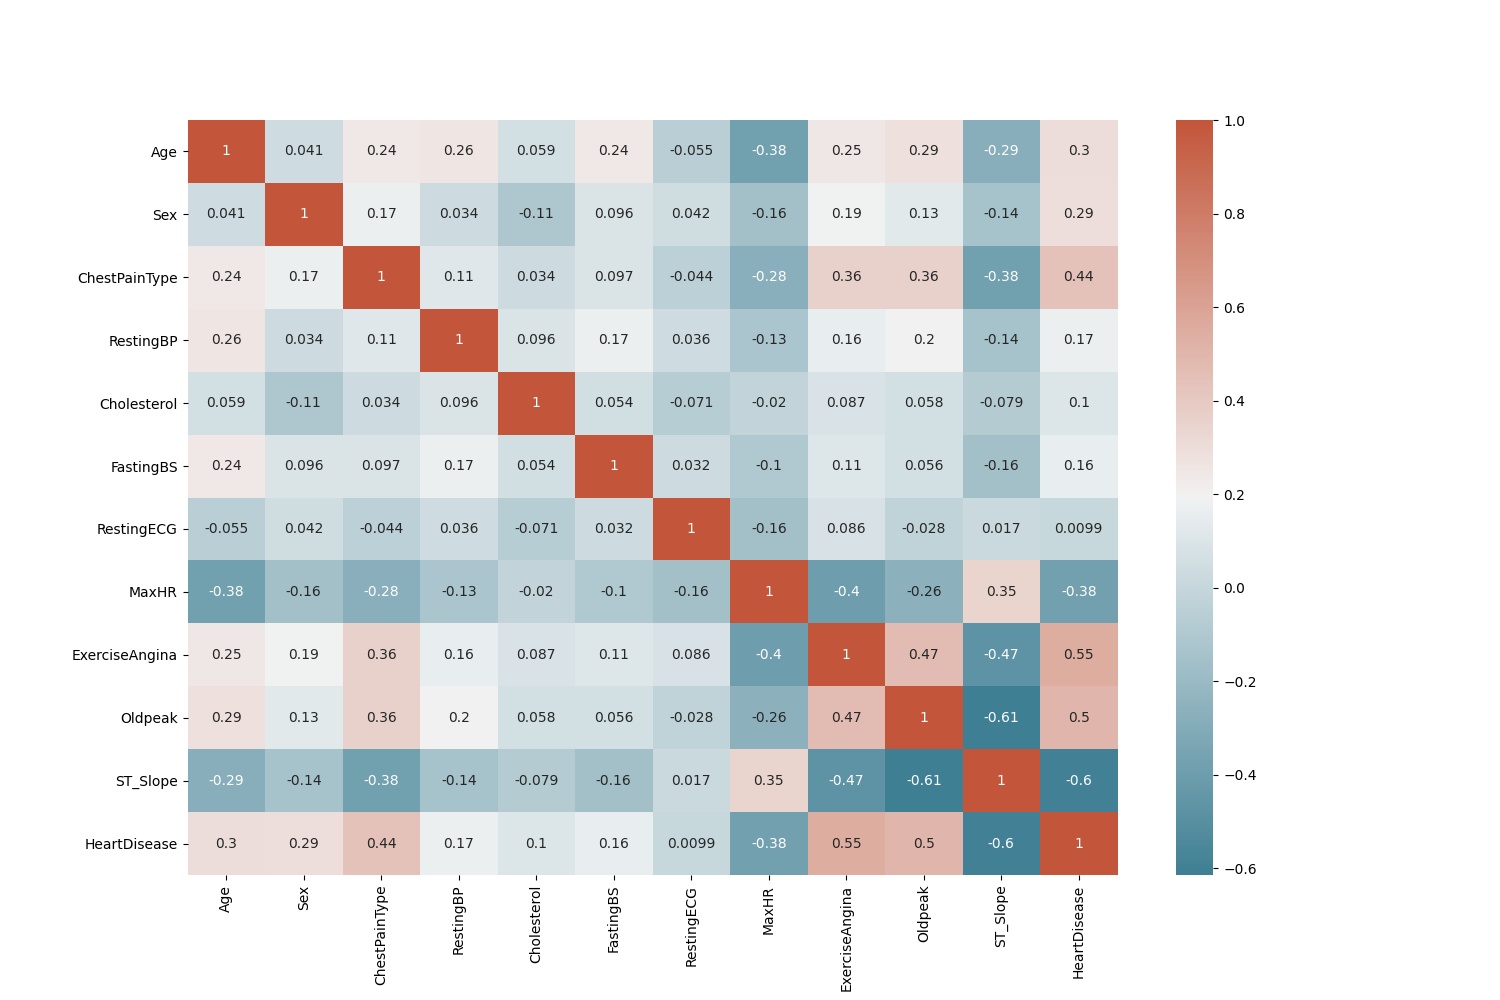 Age 1 0.041 0.24 0.26 0.059 0.24 -0.055 -0.38 0.25 0.29 -0.29 0.3
Sex 0.041 1 0.17 0.034 -0.11 0.096 0.042 -0.16 0.19 0.13 -0.14 0.29
ChestPainType 0.24 0.17 1 0.11 0.034 0.097 -0.044 -0.28 0.36 0.36 -0.38 0.44
RestingBP 0.26 0.034 0.11 1 0.096 0.17 0.036 -0.13 0.16 0.2 -0.14 0.17
Cholesterol 0.059 -0.11 0.034 0.096 1 0.054 -0.071 -0.02 0.087 0.058 -0.079 0.1
FastingBS 0.24 0.096 0.097 0.17 0.054 1 0.032 -0.1 0.11 0.056 -0.16 0.16
RestingECG -0.055 0.042 -0.044 0.036 -0.071 0.032 1 -0.16 0.086 -0.028 0.017 0.0099
MaxHR -0.38 -0.16 -0.28 -0.13 -0.02 -0.1 -0.16 1 -0.4 -0.26 0.35 -0.38
ExerciseAngina 0.25 0.19 0.36 0.16 0.087 0.11 0.086 -0.4 1 0.47 -0.47 0.55
Oldpeak 0.29 0.13 0.36 0.2 0.058 0.056 -0.028 -0.26 0.47 1 -0.61 0.5
ST_Slope -0.29 -0.14 -0.38 -0.14 -0.079 -0.16 0.017 0.35 -0.47 -0.61 1 -0.6
HeartDisease 0.3 0.29 0.44 0.17 0.1 0.16 0.0099 -0.38 0.55 0.5 -0.6 1
Age Sex ChestPainType RestingBP Cholesterol FastingBS RestingECG MaxHR ExerciseAngina Oldpeak ST_Slope HeartDisease
1.0
0.8
0.6
0.4
0.2
0.0
−0.2
−0.4
−0.6